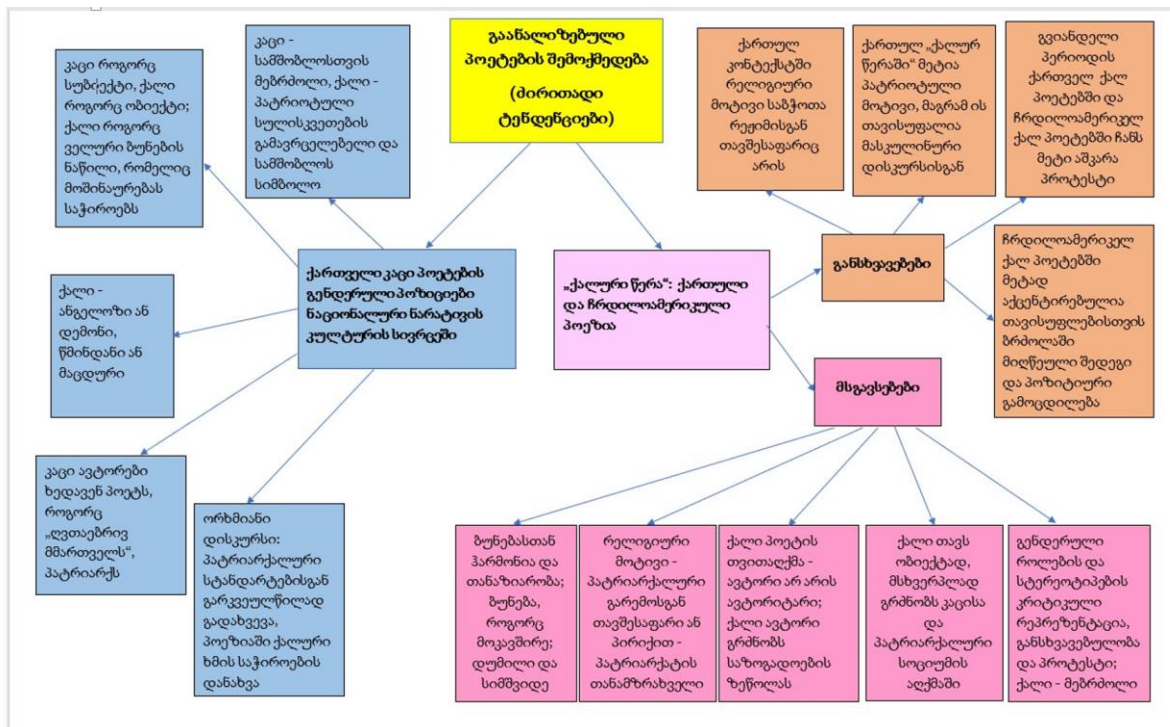 გაანალიზებული
პოეტების შემოქმედება
(ძირითადი
ტენდენციები)
კაცი როგორც
სუბიექტი, ქალი
როგორც ობიექტი;
ქალი როგორც
ველური ბუნების
ნაწილი, რომელიც
მოშინაურებას
საჭიროებს
კაცი -
სამშობლოსთვის
მებრძოლი, ქალი -
პატრიოტული
სულისკვეთების
გამავრცელებელი და
სამშობლოს
სიმბოლო
ქართულ
კონტექსტში
რელიგიური
მოტივი საბჭოთა
რეჟიმისგან
თავშესაფარიც
არის
ქართულ „ქალურ
წერაში“ მეტია
პატრიოტული
მოტივი, მაგრამ ის
თავისუფალია
მასკულინური
დისკურსისგან
გვიანდელი
პერიოდის
ქართველ ქალ
პოეტებში და
ჩრდილოამერიკელ
ქალ პოეტებში ჩანს
მეტი აშკარა
პროტესტი
ქართველი კაცი პოეტების
გენდერული პოზიციები
ნაციონალური ნარატივის
კულტურის სივრცეში
„ქალური წერა“: ქართული
და ჩრდილოამერიკული
პოეზია
განსხვავებები
ჩრდილოამერიკელ
ქალ პოეტებში
მეტად
აქცენტირებულია
თავისუფლებისთვის
ბრძოლაში
მიღწეული შედეგი
და პოზიტიური
გამოცდილება
ქალი -
ანგელოზი ან
დემონი,
წმინდანი ან
მაცდური
მსგავსებები
კაცი ავტორები
ხედავენ პოეტს,
როგორც
„ღვთაებრივ
მმართველს“,
პატრიარქს
ორხმიანი
დისკურსი:
პატრიარქალური
სტანდარტებისგან
გარკვეულწილად
გადახვევა,
პოეზიაში ქალური
ხმის საჭიროების
დანახვა
ბუნებასთან
ჰარმონია და
თანაზიარობა;
ბუნება,
როგორც
მოკავშირე;
დუმილი და
სიმშვიდე
რელიგიური
მოტივი -
პატრიარქალური
გარემოსგან
თავშესაფარი ან
პირიქით -
პატრიარქატის
თანამზრახველი
ქალი პოეტის
თვითაღქმა -
ავტორი არ არის
ავტორიტარი;
ქალი ავტორი
გრძნობს
საზოგადოების
ზეწოლას
ქალი თავს
ობიექტად,
მსხვერპლად
გრძნობს კაცისა
და
პატრიარქალური
სოციუმის
აღქმაში
გენდერული
როლების და
სტერეოტიპების
კრიტიკული
რეპრეზენტაცია,
განსხვავებულობა
და პროტესტი;
ქალი - მებრძოლი